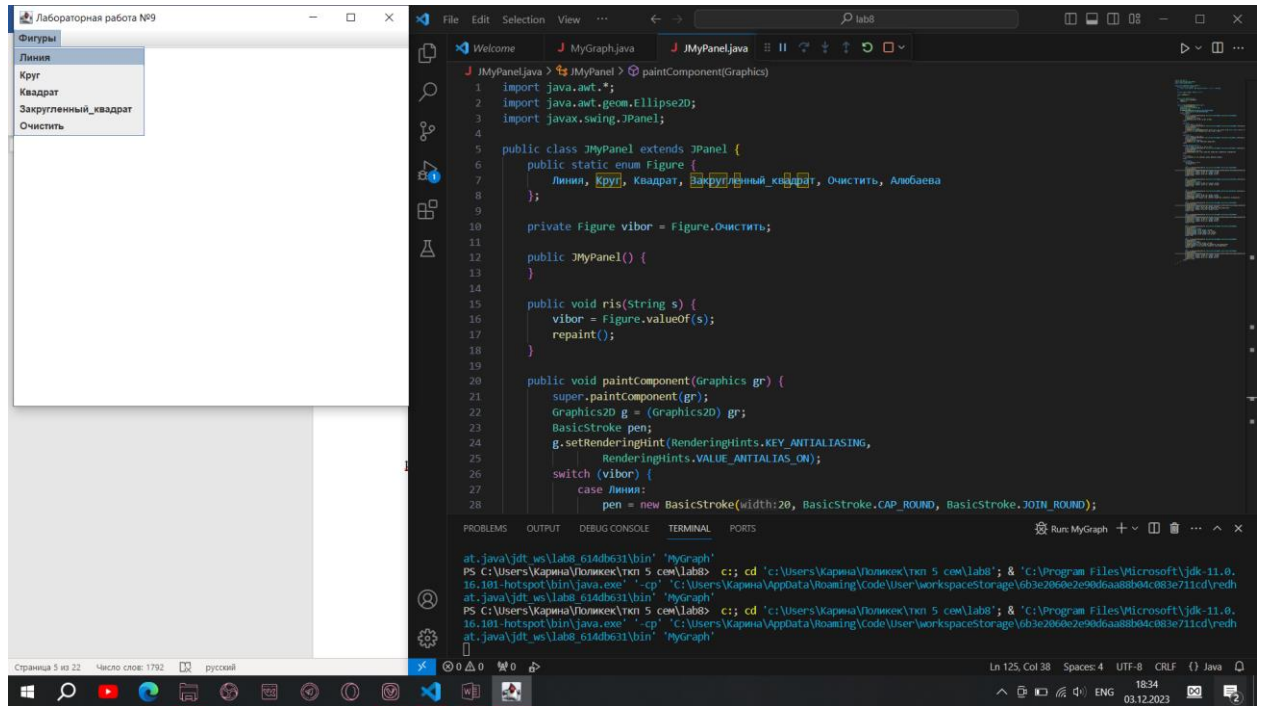 Лабораторная работа №9
Фигуры
Линия
Круг
Квадрат
Закругленный_квадрат
Очистить
File Edit Selection View ··· lab8
Welcome J MyGraph.java J JMyPanel.java
J JMyPanel.java > JMyPanel > paintComponent(Graphics)
1 import java.awt.*;
2 import java.awt.geom.Ellipse2D;
3 import javax.swing.JPanel;
4
5 public class JMyPanel extends JPanel {
6 public static enum Figure {
7 Линия, Круг, Квадрат, Закругленный_квадрат, Очистить, Алюбаева
8 };
9
10 private Figure vibor = Figure.Очистить;
11
12 public JMyPanel() {
13 }
14
15 public void ris(String s) {
16 vibor = Figure.valueOf(s);
17 repaint();
18 }
19
20 public void paintComponent(Graphics gr) {
21 super.paintComponent(gr);
22 Graphics2D g = (Graphics2D) gr;
23 BasicStroke pen;
24 g.setRenderingHint(RenderingHints.KEY_ANTIALIASING,
25 RenderingHints.VALUE_ANTIALIAS_ON);
26 switch (vibor) {
27 case Линия:
28 pen = new BasicStroke(width:20, BasicStroke.CAP_ROUND, BasicStroke.JOIN_ROUND);
PROBLEMS OUTPUT DEBUG CONSOLE TERMINAL PORTS Run: MyGraph
at.java\jdt_ws\lab8_614db631\bin' 'MyGraph'
PS C:\Users\Карина\Поликек\ткп 5 сем\lab8> c:; cd 'c:\Users\Карина\Поликек\ткп 5 сем\lab8'; & 'C:\Program Files\Microsoft\jdk-11.0.
16.101-hotspot\bin\java.exe' '-cp' 'C:\Users\Карина\AppData\Roaming\Code\User\workspaceStorage\6b3e2060e2e90d6aa88b04c083e711cd\redh
at.java\jdt_ws\lab8_614db631\bin' 'MyGraph'
PS C:\Users\Карина\Поликек\ткп 5 сем\lab8> c:; cd 'c:\Users\Карина\Поликек\ткп 5 сем\lab8'; & 'C:\Program Files\Microsoft\jdk-11.0.
16.101-hotspot\bin\java.exe' '-cp' 'C:\Users\Карина\AppData\Roaming\Code\User\workspaceStorage\6b3e2060e2e90d6aa88b04c083e711cd\redh
at.java\jdt_ws\lab8_614db631\bin' 'MyGraph'
Страница 5 из 22 Число слов: 1792 русский
0 0 0 Ln 125, Col 38 Spaces: 4 UTF-8 CRLF {} Java
ENG 18:34
03.12.2023